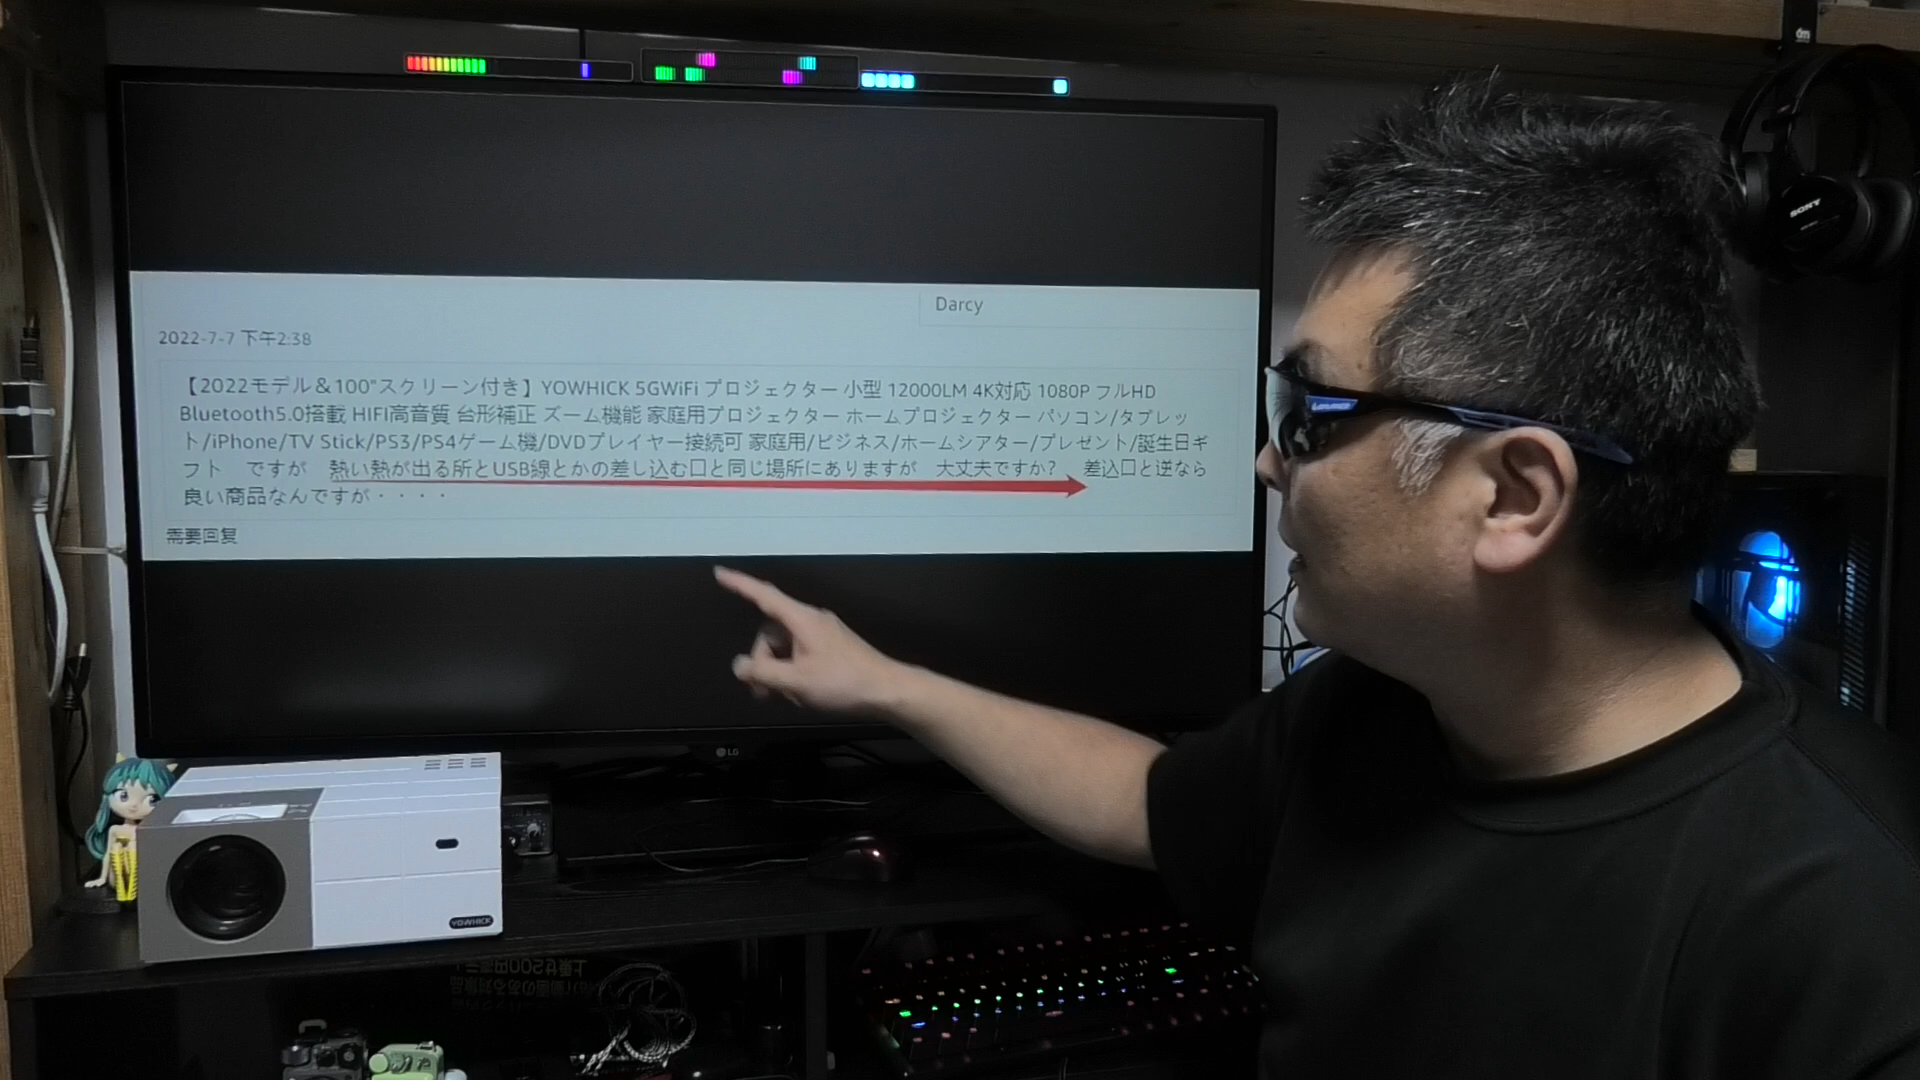 Darcy
2022-7-7 下午2:38
【2022モデル＆100"スクリーン付き】YOWHICK 5GWiFi プロジェクター 小型 12000LM 4K対応 1080P フルHD
Bluetooth5.0搭載 HIFI高音質 台形補正 ズーム機能 家庭用プロジェクター ホームプロジェクター パソコン/タブレッ
ト/iPhone/TV Stick/PS3/PS4ゲーム機/DVDプレイヤー接続可 家庭用/ビジネス/ホームシアター/プレゼント/誕生日ギ
フト　ですが　熱い熱が出る所とUSB線とかの差し込む口と同じ場所にありますが　大丈夫ですか?　差込口と逆なら
良い商品なんですが・・・・
需要回复
LG
SONY
YOWHICK